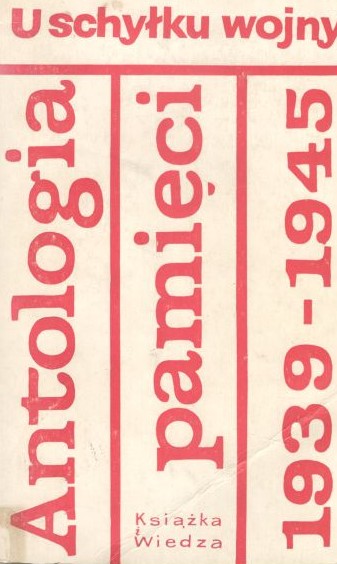 U schyłku wojny
Antologia
pamięci
1939-1945
Książka
i
Wiedza